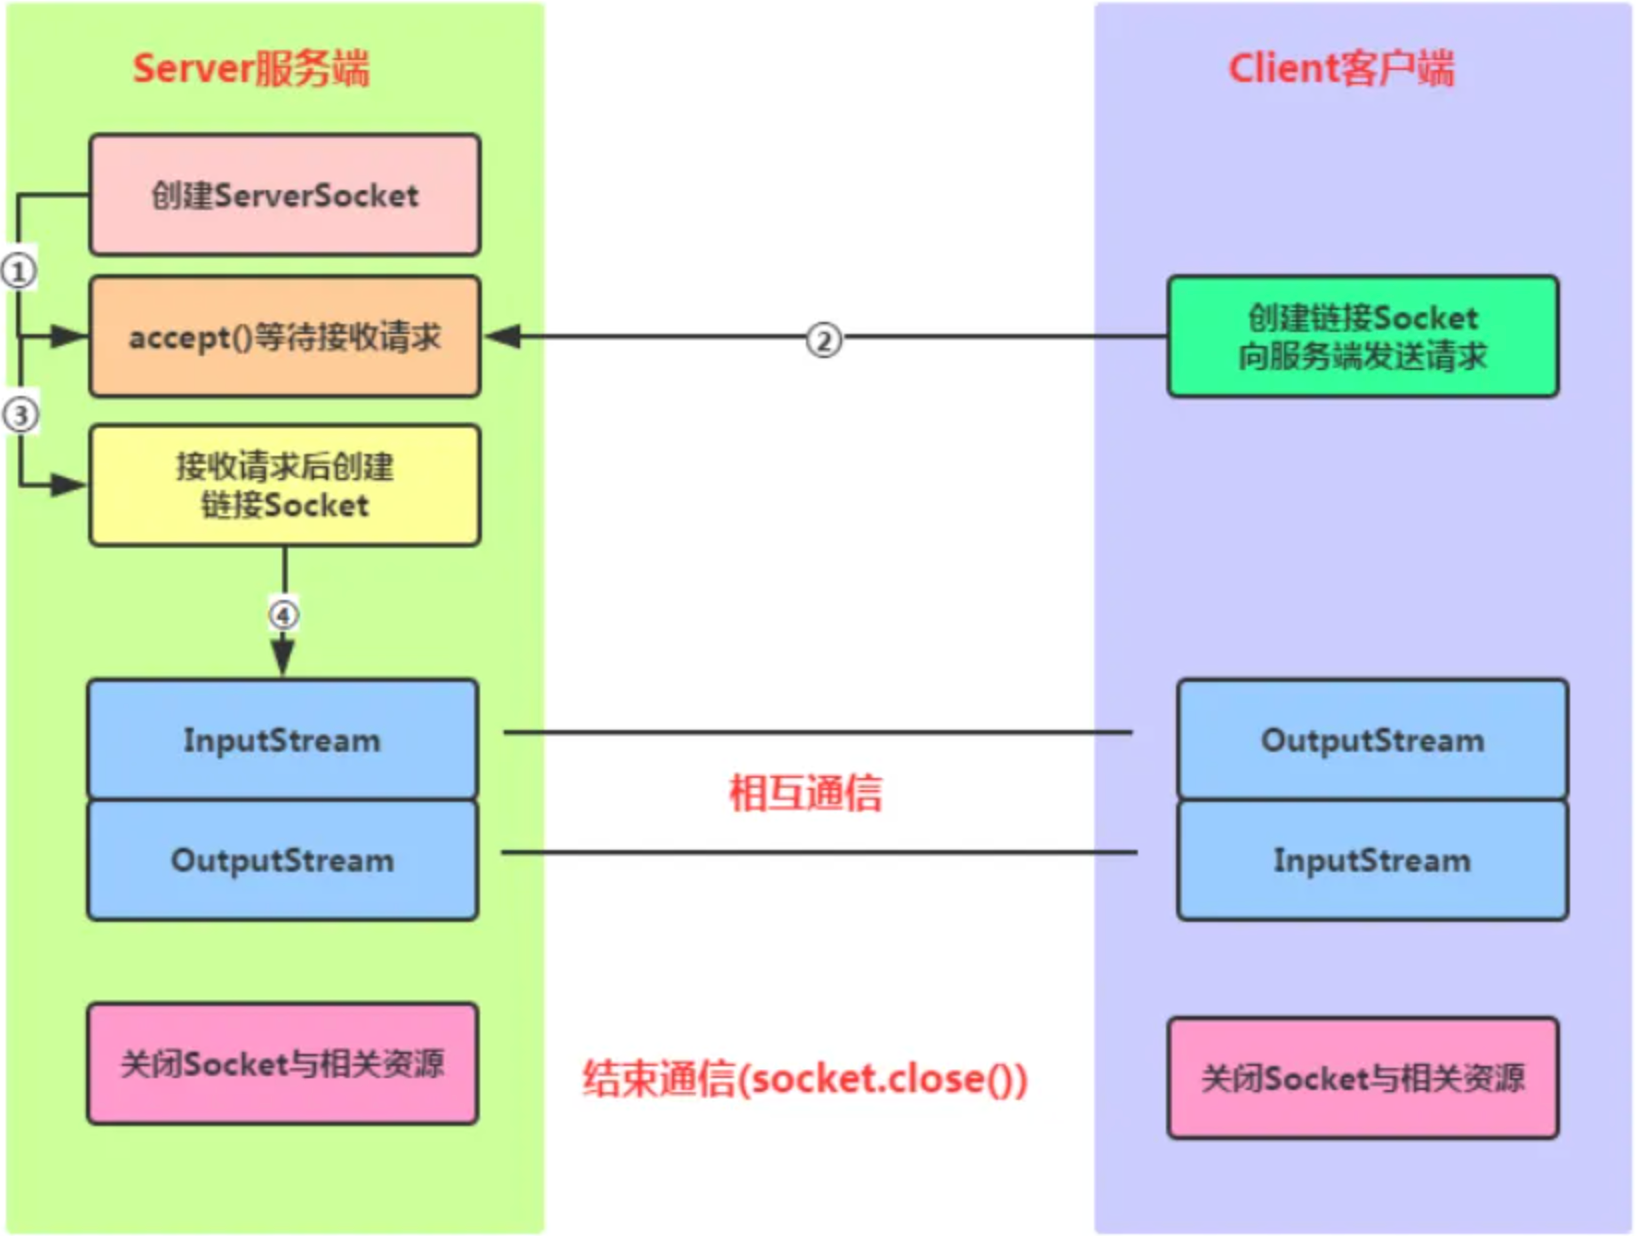 Server服务端
Client客户端
创建ServerSocket
①
accept()等待接收请求
②
创建链接Socket
向服务端发送请求
③
接收请求后创建
链接Socket
④
InputStream
OutputStream
相互通信
OutputStream
InputStream
关闭Socket与相关资源
结束通信(socket.close())
关闭Socket与相关资源